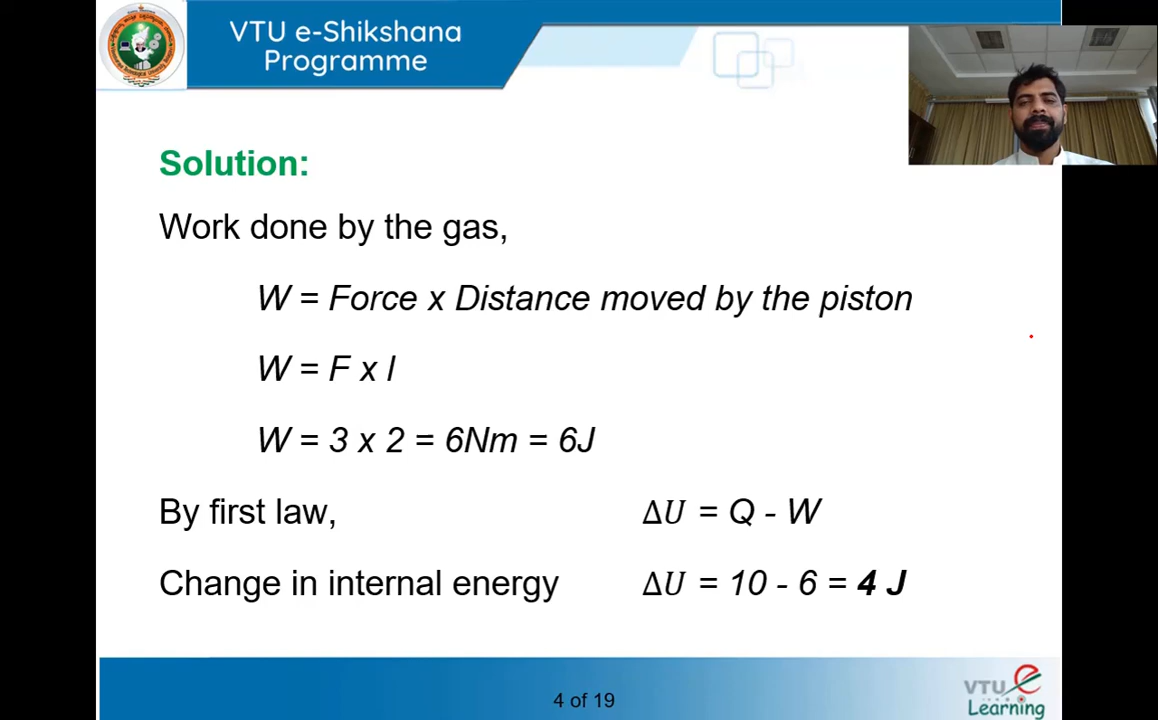 VTU e-Shikshana
Programme
Solution:
Work done by the gas,
W = Force x Distance moved by the piston
W = F x l
W = 3 x 2 = 6Nm = 6J
By first law, ΔU = Q - W
Change in internal energy ΔU = 10 - 6 = 4 J
4 of 19
VTU e
Learning